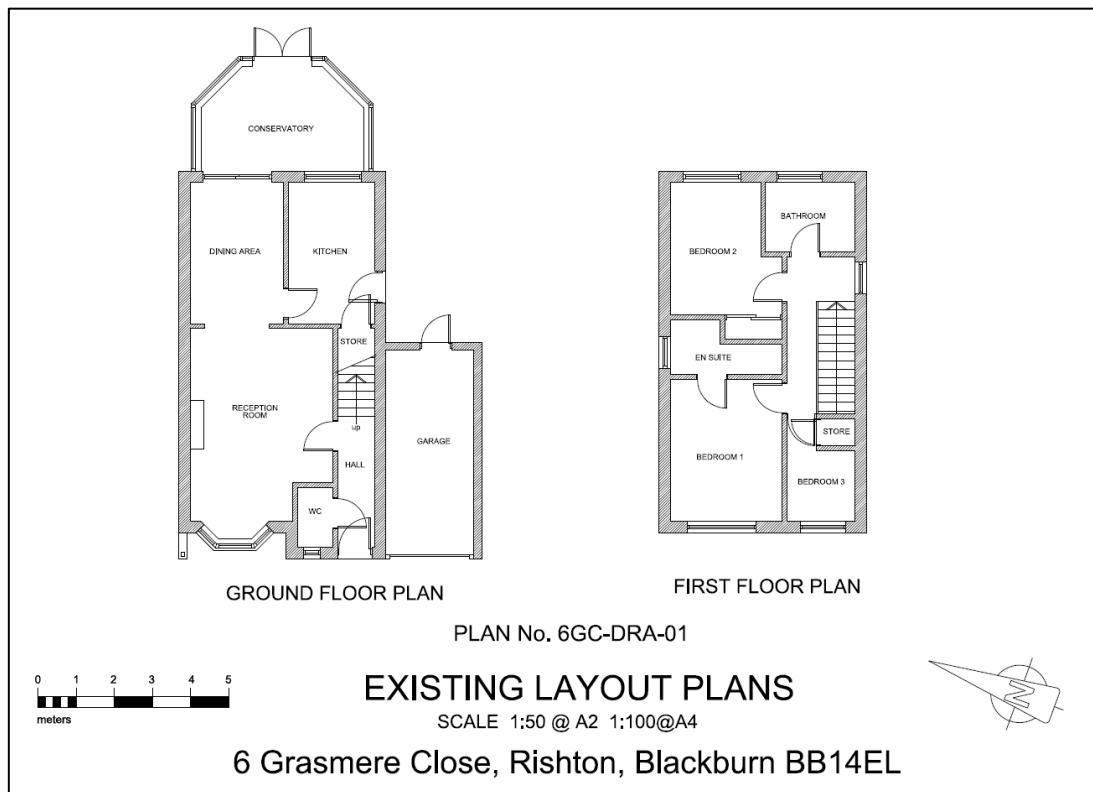 CONSERVATORY
DINING AREA
KITCHEN
STORE
RECEPTION
ROOM
up
HALL
GARAGE
WC
GROUND FLOOR PLAN
BATHROOM
BEDROOM 2
EN SUITE
STORE
BEDROOM 1
BEDROOM 3
FIRST FLOOR PLAN
PLAN No. 6GC-DRA-01
0 1 2 3 4 5
meters
EXISTING LAYOUT PLANS
SCALE 1:50 @ A2 1:100@A4
N
6 Grasmere Close, Rishton, Blackburn BB14EL